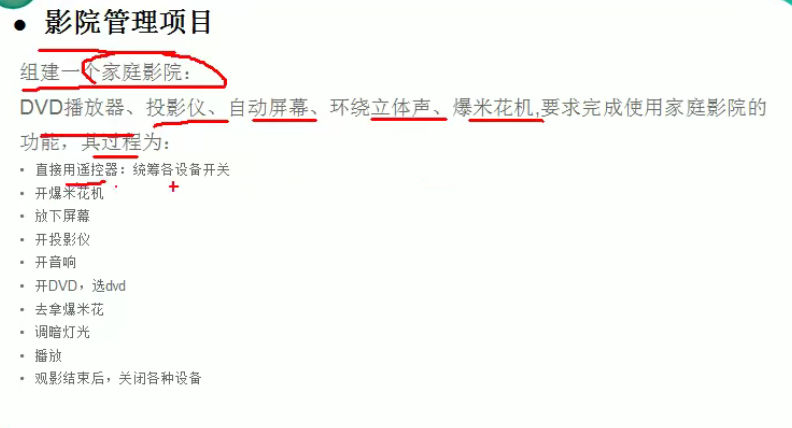 • 影院管理项目
组建一个家庭影院：
DVD播放器、投影仪、自动屏幕、环绕立体声、爆米花机,要求完成使用家庭影院的
功能，其过程为：
• 直接用遥控器：统筹各设备开关
• 开爆米花机
• 放下屏幕
• 开投影仪
• 开音响
• 开DVD，选dvd
• 去拿爆米花
• 调暗灯光
• 播放
• 观影结束后，关闭各种设备